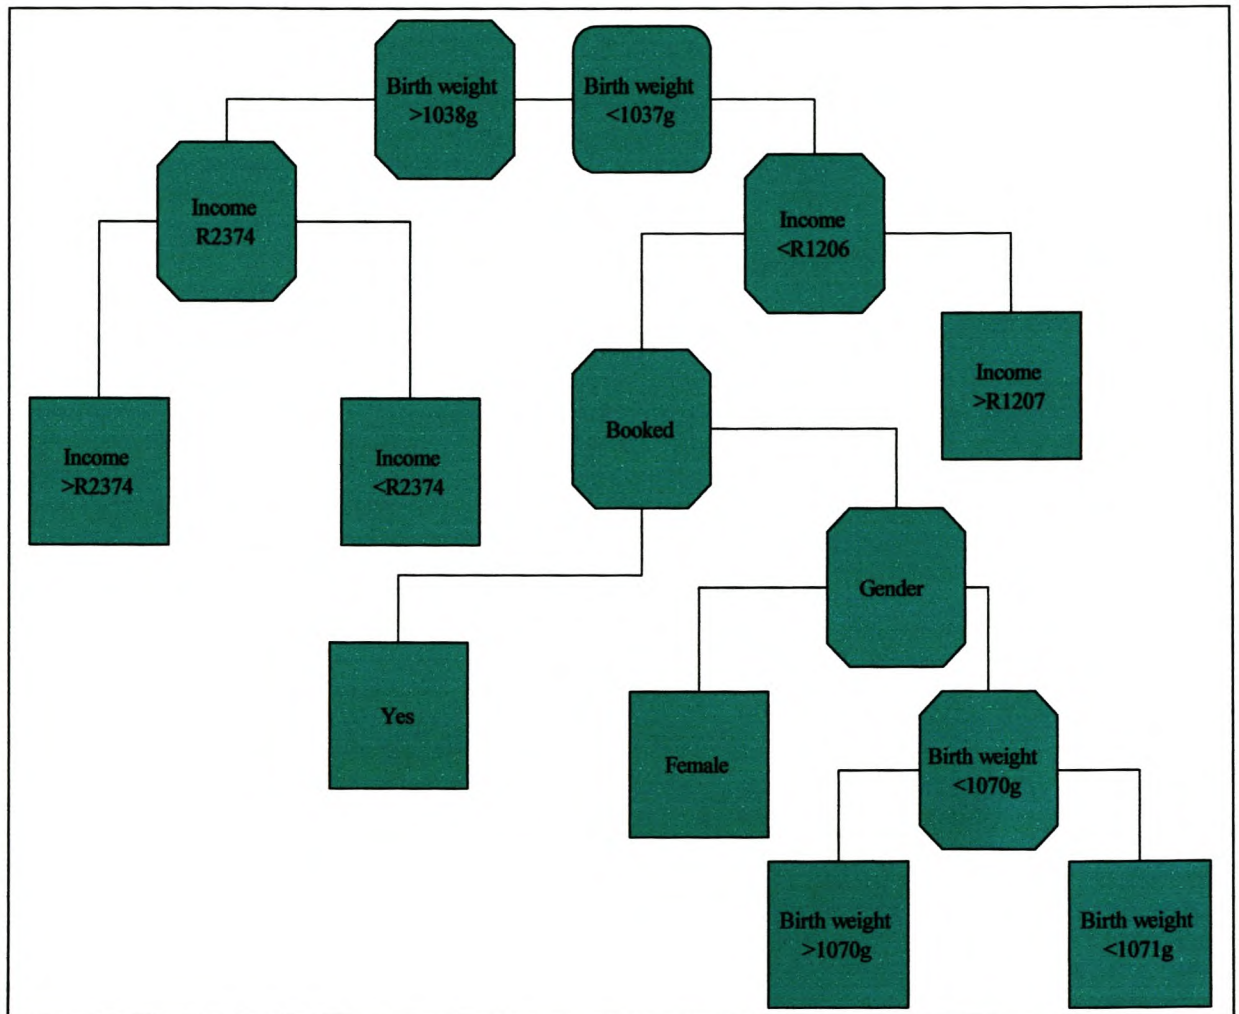 Birth weight
>1038g
Birth weight
<1037g
Income
R2374
Income
<R1206
Income
>R1207
Booked
Income
>R2374
Income
<R2374
Gender
Yes
Female
Birth weight
<1070g
Birth weight
>1070g
Birth weight
<1071g